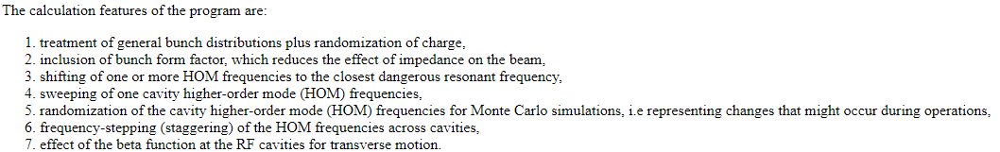 The calculation features of the program are:
1. treatment of general bunch distributions plus randomization of charge,
2. inclusion of bunch form factor, which reduces the effect of impedance on the beam,
3. shifting of one or more HOM frequencies to the closest dangerous resonant frequency,
4. sweeping of one cavity higher-order mode (HOM) frequencies,
5. randomization of the cavity higher-order mode (HOM) frequencies for Monte Carlo simulations, i.e representing changes that might occur during operations,
6. frequency-stepping (staggering) of the HOM frequencies across cavities,
7. effect of the beta function at the RF cavities for transverse motion.